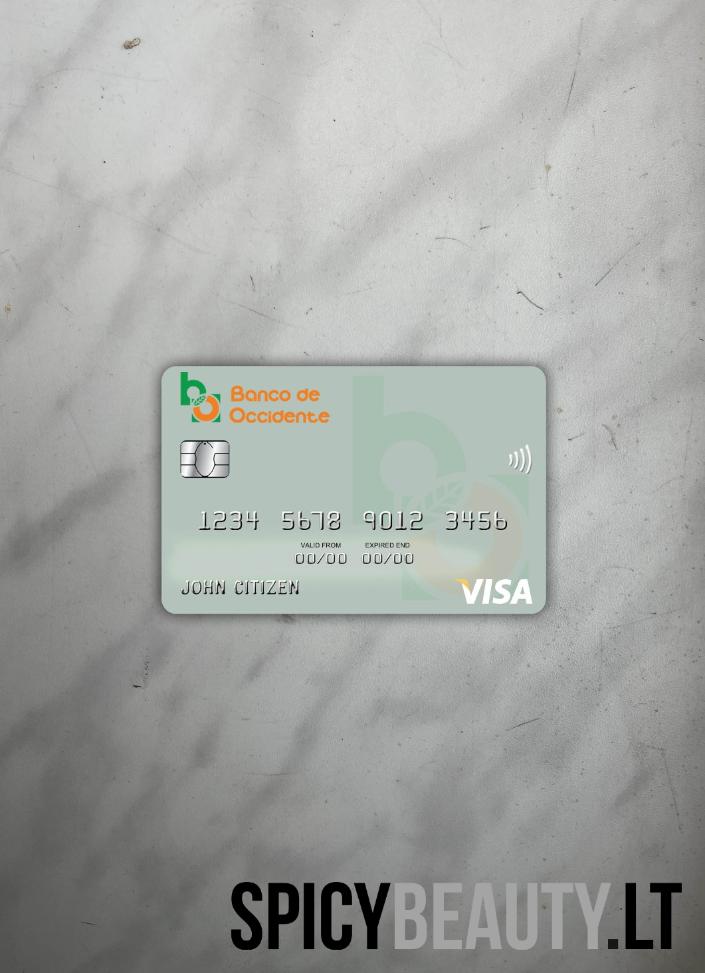 Banco de
Occidente
1234 5678 9012 3456
VALID FROM EXPIRED END
00/00 00/00
JOHN CITIZEN
VISA
SPICYBEAUTY.LT